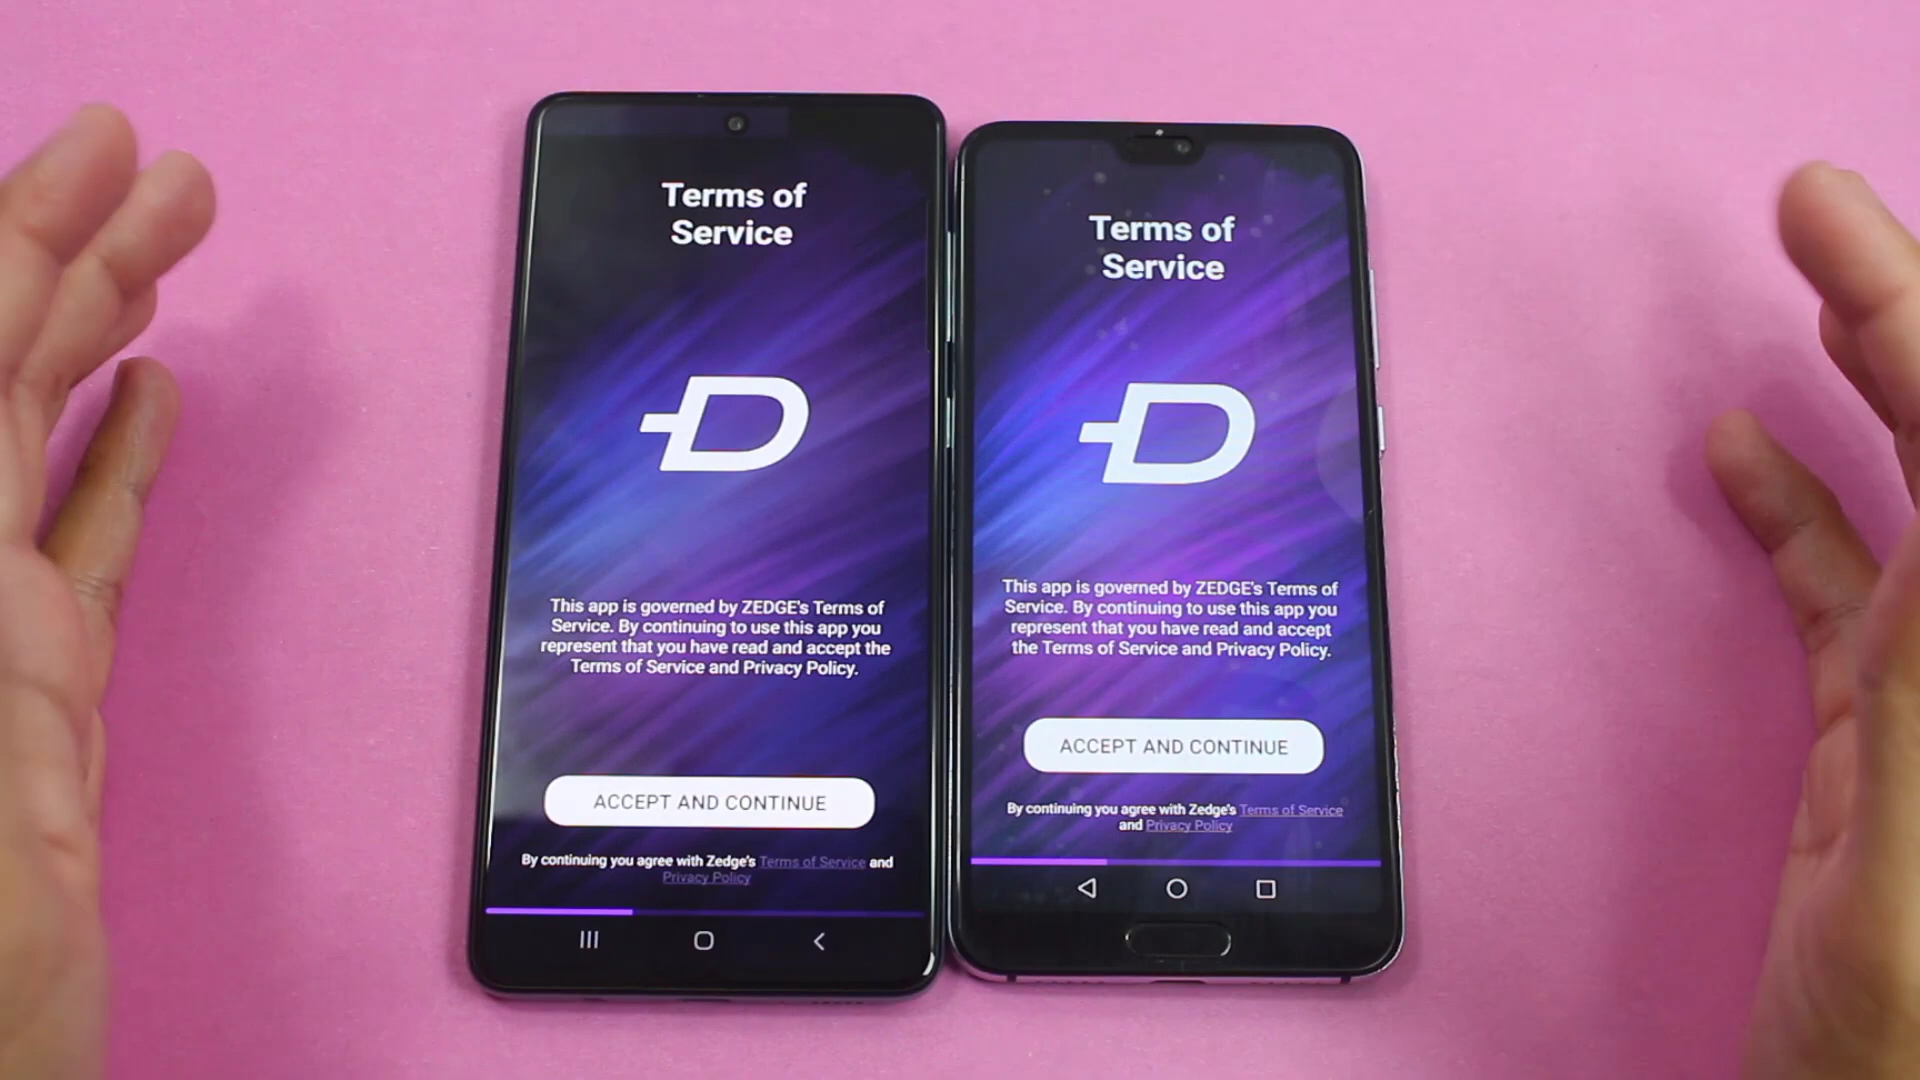 Terms of
Service
This app is governed by ZEDGE's Terms of
Service. By continuing to use this app you
represent that you have read and accept the
Terms of Service and Privacy Policy.
ACCEPT AND CONTINUE
By continuing you agree with Zedge's Terms of Service and
Privacy Policy
Terms of
Service
This app is governed by ZEDGE's Terms of
Service. By continuing to use this app you
represent that you have read and accept
the Terms of Service and Privacy Policy.
ACCEPT AND CONTINUE
By continuing you agree with Zedge's Terms of Service
and Privacy Policy